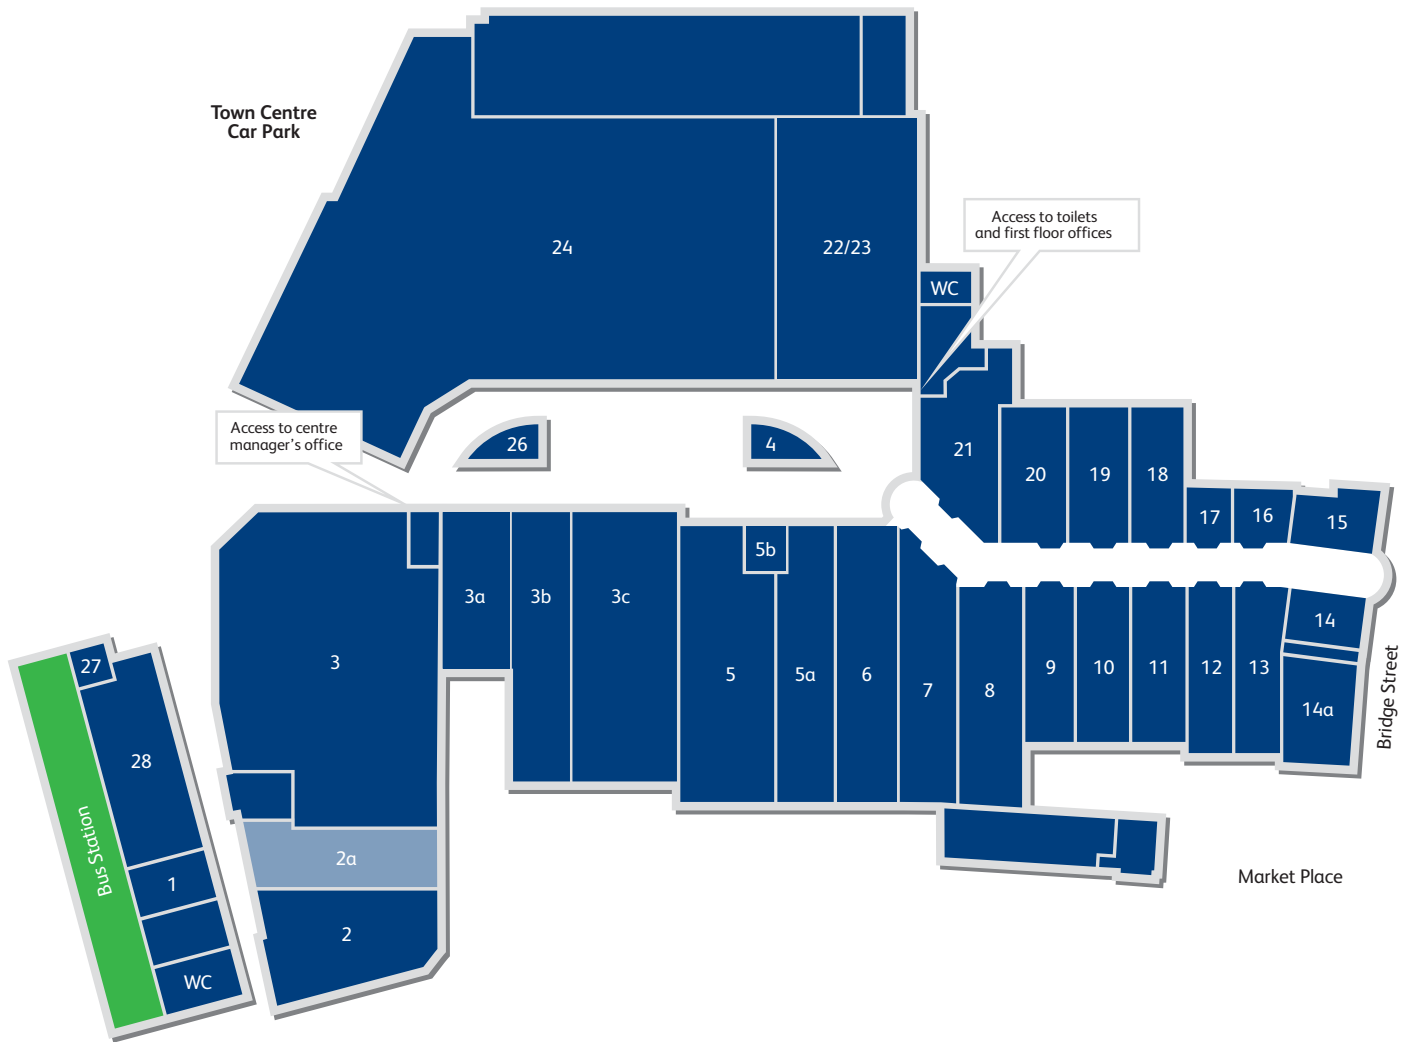 Town Centre
Car Park
24
22/23
Access to toilets
and first floor offices
WC
Access to centre
manager's office
26
4
21
20
19
18
17
16
15
5b
3a
3b
3c
3
5
5a
6
7
8
9
10
11
12
13
14
14a
Bridge Street
27
28
Bus Station
1
WC
2a
2
Market Place